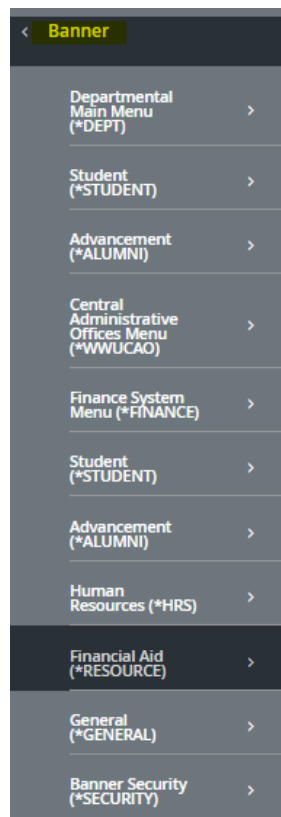 Banner
Departmental
Main Menu
(*DEPT)
Student
(*STUDENT)
Advancement
(*ALUMNI)
Central
Administrative
Offices Menu
(*WWUCAO)
Finance System
Menu (*FINANCE)
Student
(*STUDENT)
Advancement
(*ALUMNI)
Human
Resources (*HRS)
Financial Aid
(*RESOURCE)
General
(*GENERAL)
Banner Security
(*SECURITY)